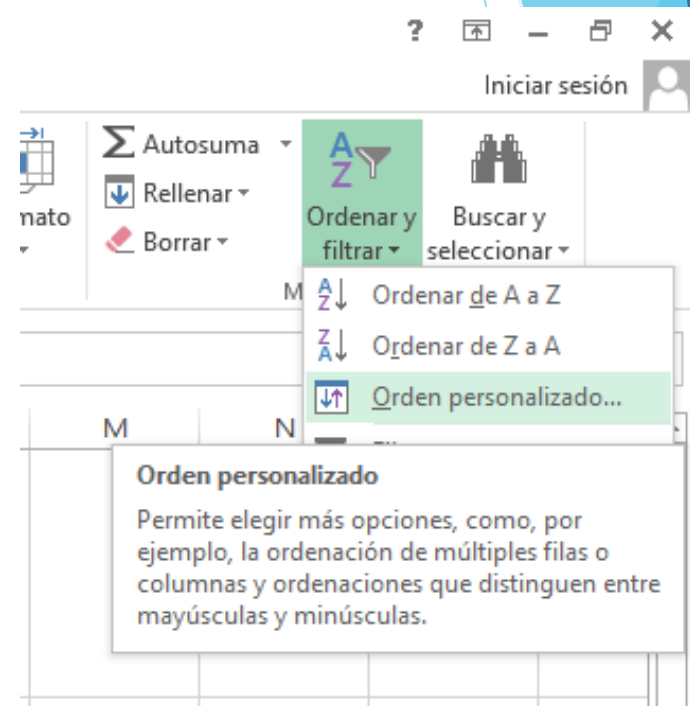 ?
Iniciar sesión
Autosuma
Rellenar
Borrar
mato
Ordenar y
filtrar
Buscar y
seleccionar
M
Ordenar de A a Z
Ordenar de Z a A
Orden personalizado...
M N
Orden personalizado
Permite elegir más opciones, como, por
ejemplo, la ordenación de múltiples filas o
columnas y ordenaciones que distinguen entre
mayúsculas y minúsculas.